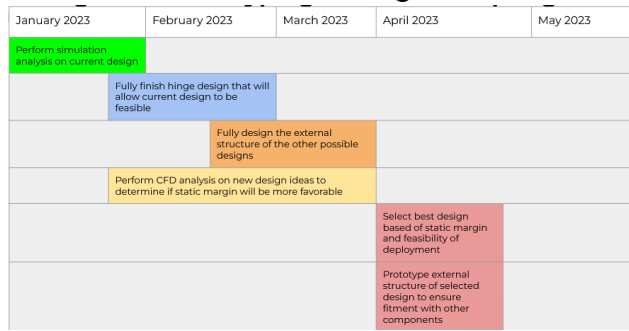 January 2023
February 2023
March 2023
April 2023
May 2023
Perform simulation
analysis on current design
Fully finish hinge design that will
allow current design to be
feasible
Fully design the external
structure of the other possible
designs
Perform CFD analysis on new design ideas to
determine if static margin will be more favorable
Select best design
based of static margin
and feasibility of
deployment
Prototype external
structure of selected
design to ensure
fitment with other
components